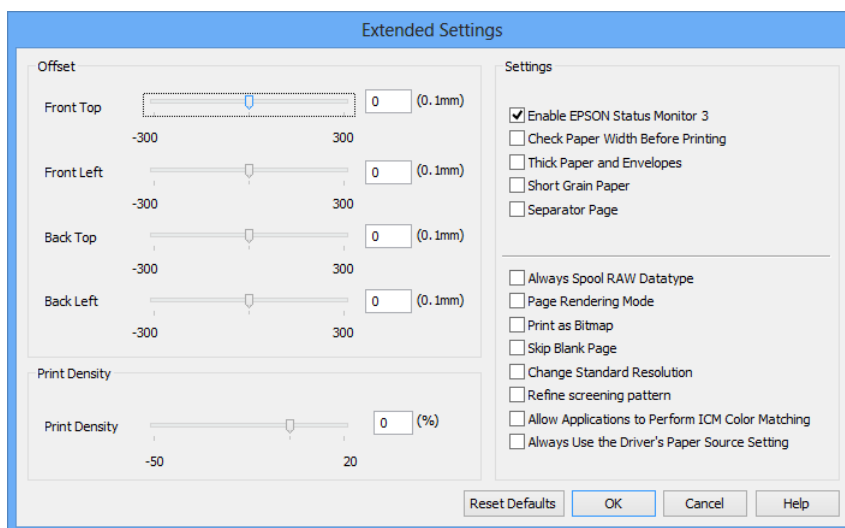 Extended Settings
Offset
Front Top 0 (0.1mm)
-300 300
Front Left 0 (0.1mm)
-300 300
Back Top 0 (0.1mm)
-300 300
Back Left 0 (0.1mm)
-300 300
Print Density
Print Density 0 (%)
-50 20
Settings
Enable EPSON Status Monitor 3
Check Paper Width Before Printing
Thick Paper and Envelopes
Short Grain Paper
Separator Page
Always Spool RAW Datatype
Page Rendering Mode
Print as Bitmap
Skip Blank Page
Change Standard Resolution
Refine screening pattern
Allow Applications to Perform ICM Color Matching
Always Use the Driver's Paper Source Setting
Reset Defaults OK Cancel Help